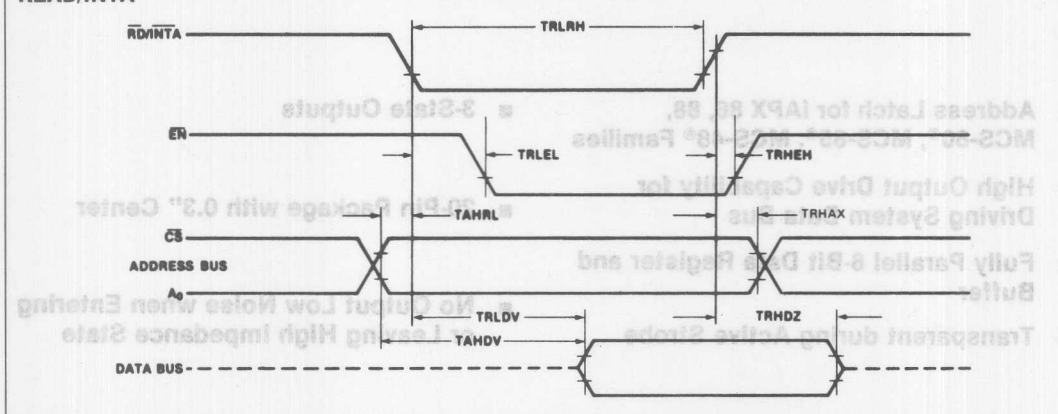 READ/INTA
TRLRH
RD/INTA
EN
TRLEL
TRHEH
TAHRL
TRHAX
CS
ADDRESS BUS
A₀
TRLDV
TRHDZ
TAHDV
DATA BUS
Address Latch for iAPX 86, 88,
MCS-80®, MCS-85®, MCS-48® Families
High Output Drive Capability for
Driving System Data Bus
Fully Parallel 8-Bit Data Register and
Buffer
Transparent during Active Strobe
3-State Outputs
20-Pin Package with 0.3" Center
No Output Low Noise when Entering
or Leaving High Impedance State